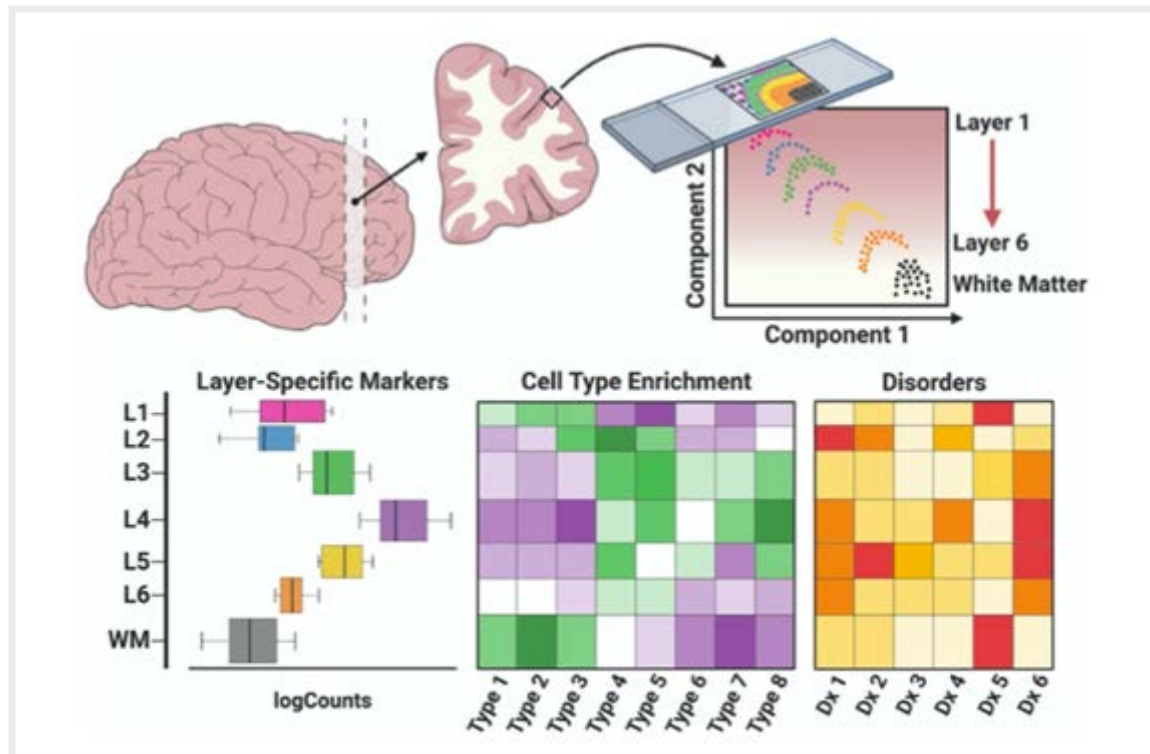 Layer 1
Layer 6
White Matter
Component 2
Component 1
Layer-Specific Markers
L1
L2
L3
L4
L5
L6
WM
logCounts
Cell Type Enrichment
Type 1
Type 2
Type 3
Type 4
Type 5
Type 6
Type 7
Type 8
Disorders
Dx 1
Dx 2
Dx 3
Dx 4
Dx 5
Dx 6